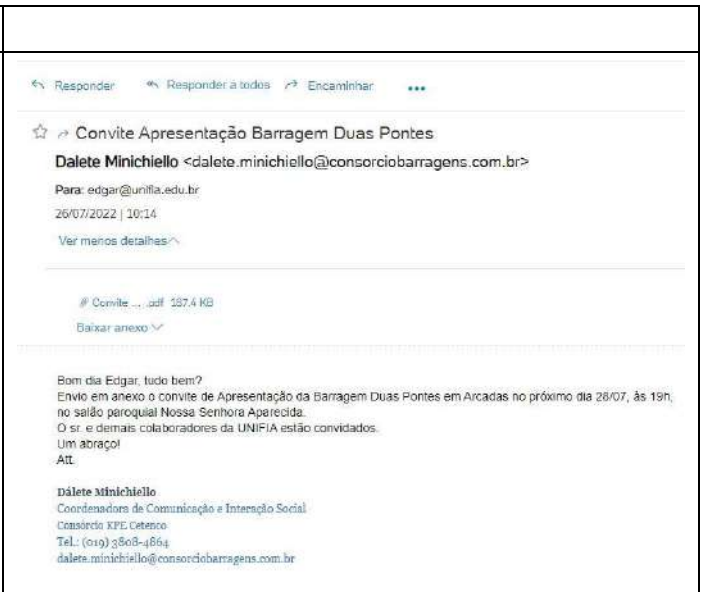 Responder Responder a todos Encaminhar ...
Convite Apresentação Barragem Duas Pontes
Dalete Minichiello <dalete.minichiello@consorciobarragens.com.br>
Para: edgar@unifia.edu.br
26/07/2022 | 10:14
Ver menos detalhes
Convite ... .pdf 187.4 KB
Baixar anexo
Bom dia Edgar, tudo bem?
Envio em anexo o convite de Apresentação da Barragem Duas Pontes em Arcadas no próximo dia 28/07, às 19h,
no salão paroquial Nossa Senhora Aparecida.
O sr. e demais colaboradores da UNIFIA estão convidados.
Um abraço!
Att.
Dálete Minichiello
Coordenadora de Comunicação e Interação Social
Consórcio KPE Cetenco
Tel.: (019) 3808-4864
dalete.minichiello@consorciobarragens.com.br